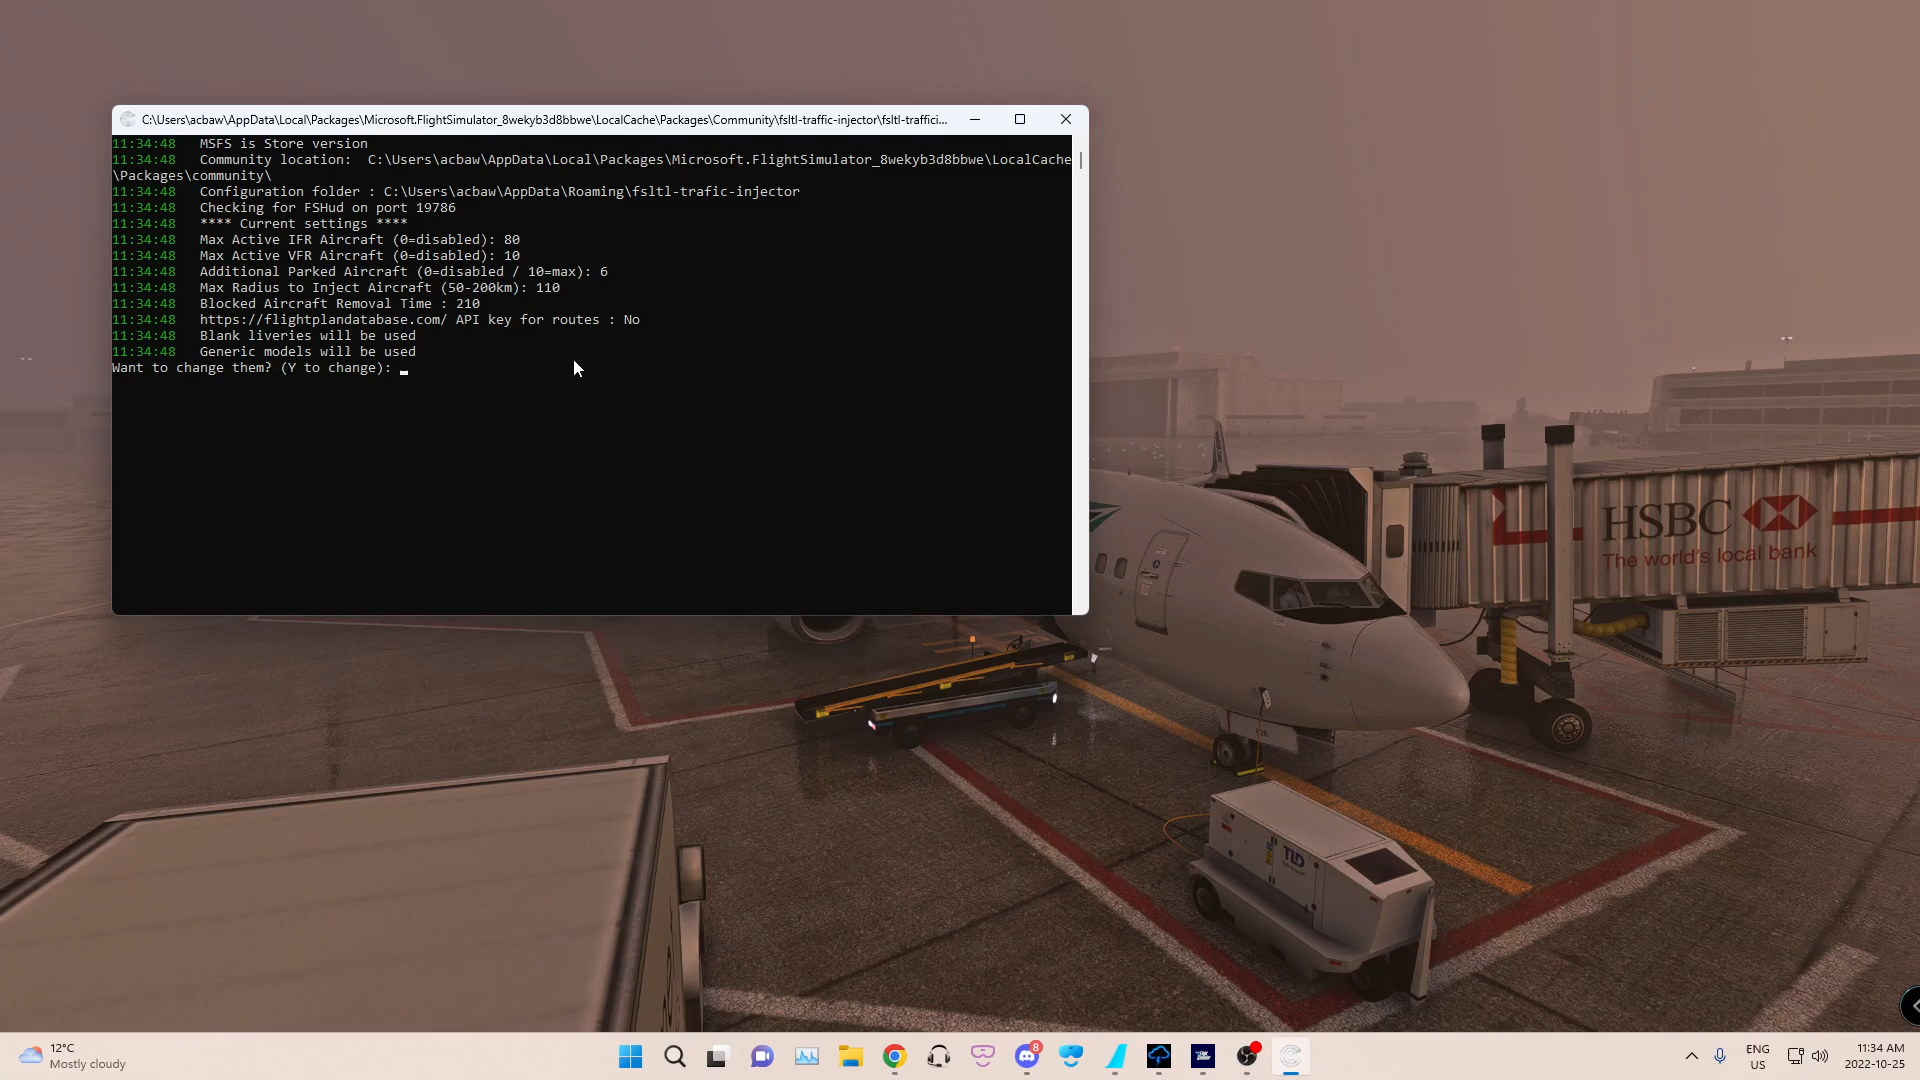 C:\Users\acbaw\AppData\Local\Packages\Microsoft.FlightSimulator_8wekyb3d8bbwe\LocalCache\Packages\Community\fsltl-traffic-injector\fsltl-traffici...
11:34:48 MSFS is Store version
11:34:48 Community location: C:\Users\acbaw\AppData\Local\Packages\Microsoft.FlightSimulator_8wekyb3d8bbwe\LocalCache
\Packages\community\
11:34:48 Configuration folder : C:\Users\acbaw\AppData\Roaming\fsltl-trafic-injector
11:34:48 Checking for FSHud on port 19786
11:34:48 **** Current settings ****
11:34:48 Max Active IFR Aircraft (0=disabled): 80
11:34:48 Max Active VFR Aircraft (0=disabled): 10
11:34:48 Additional Parked Aircraft (0=disabled / 10=max): 6
11:34:48 Max Radius to Inject Aircraft (50-200km): 110
11:34:48 Blocked Aircraft Removal Time : 210
11:34:48 https://flightplandatabase.com/ API key for routes : No
11:34:48 Blank liveries will be used
11:34:48 Generic models will be used
Want to change them? (Y to change):
HSBC
The world's local bank
TLD
12°C
Mostly cloudy
8
ENG
US
11:34 AM
2022-10-25